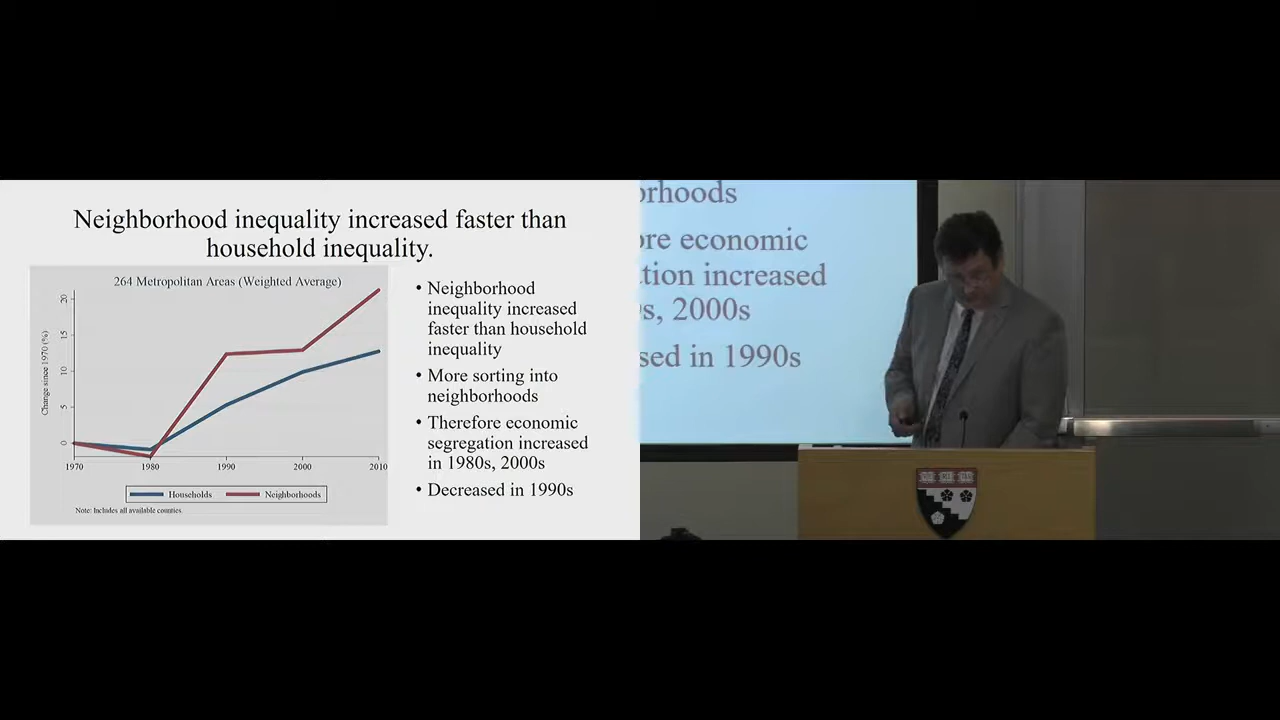 Neighborhood inequality increased faster than
household inequality.
264 Metropolitan Areas (Weighted Average)
Change since 1970 (%)
20
15
10
5
0
1970 1980 1990 2000 2010
Households Neighborhoods
Note: Includes all available counties.
• Neighborhood
inequality increased
faster than household
inequality
• More sorting into
neighborhoods
• Therefore economic
segregation increased
in 1980s, 2000s
• Decreased in 1990s
orhoods
ore economic
ation increased
s, 2000s
sed in 1990s